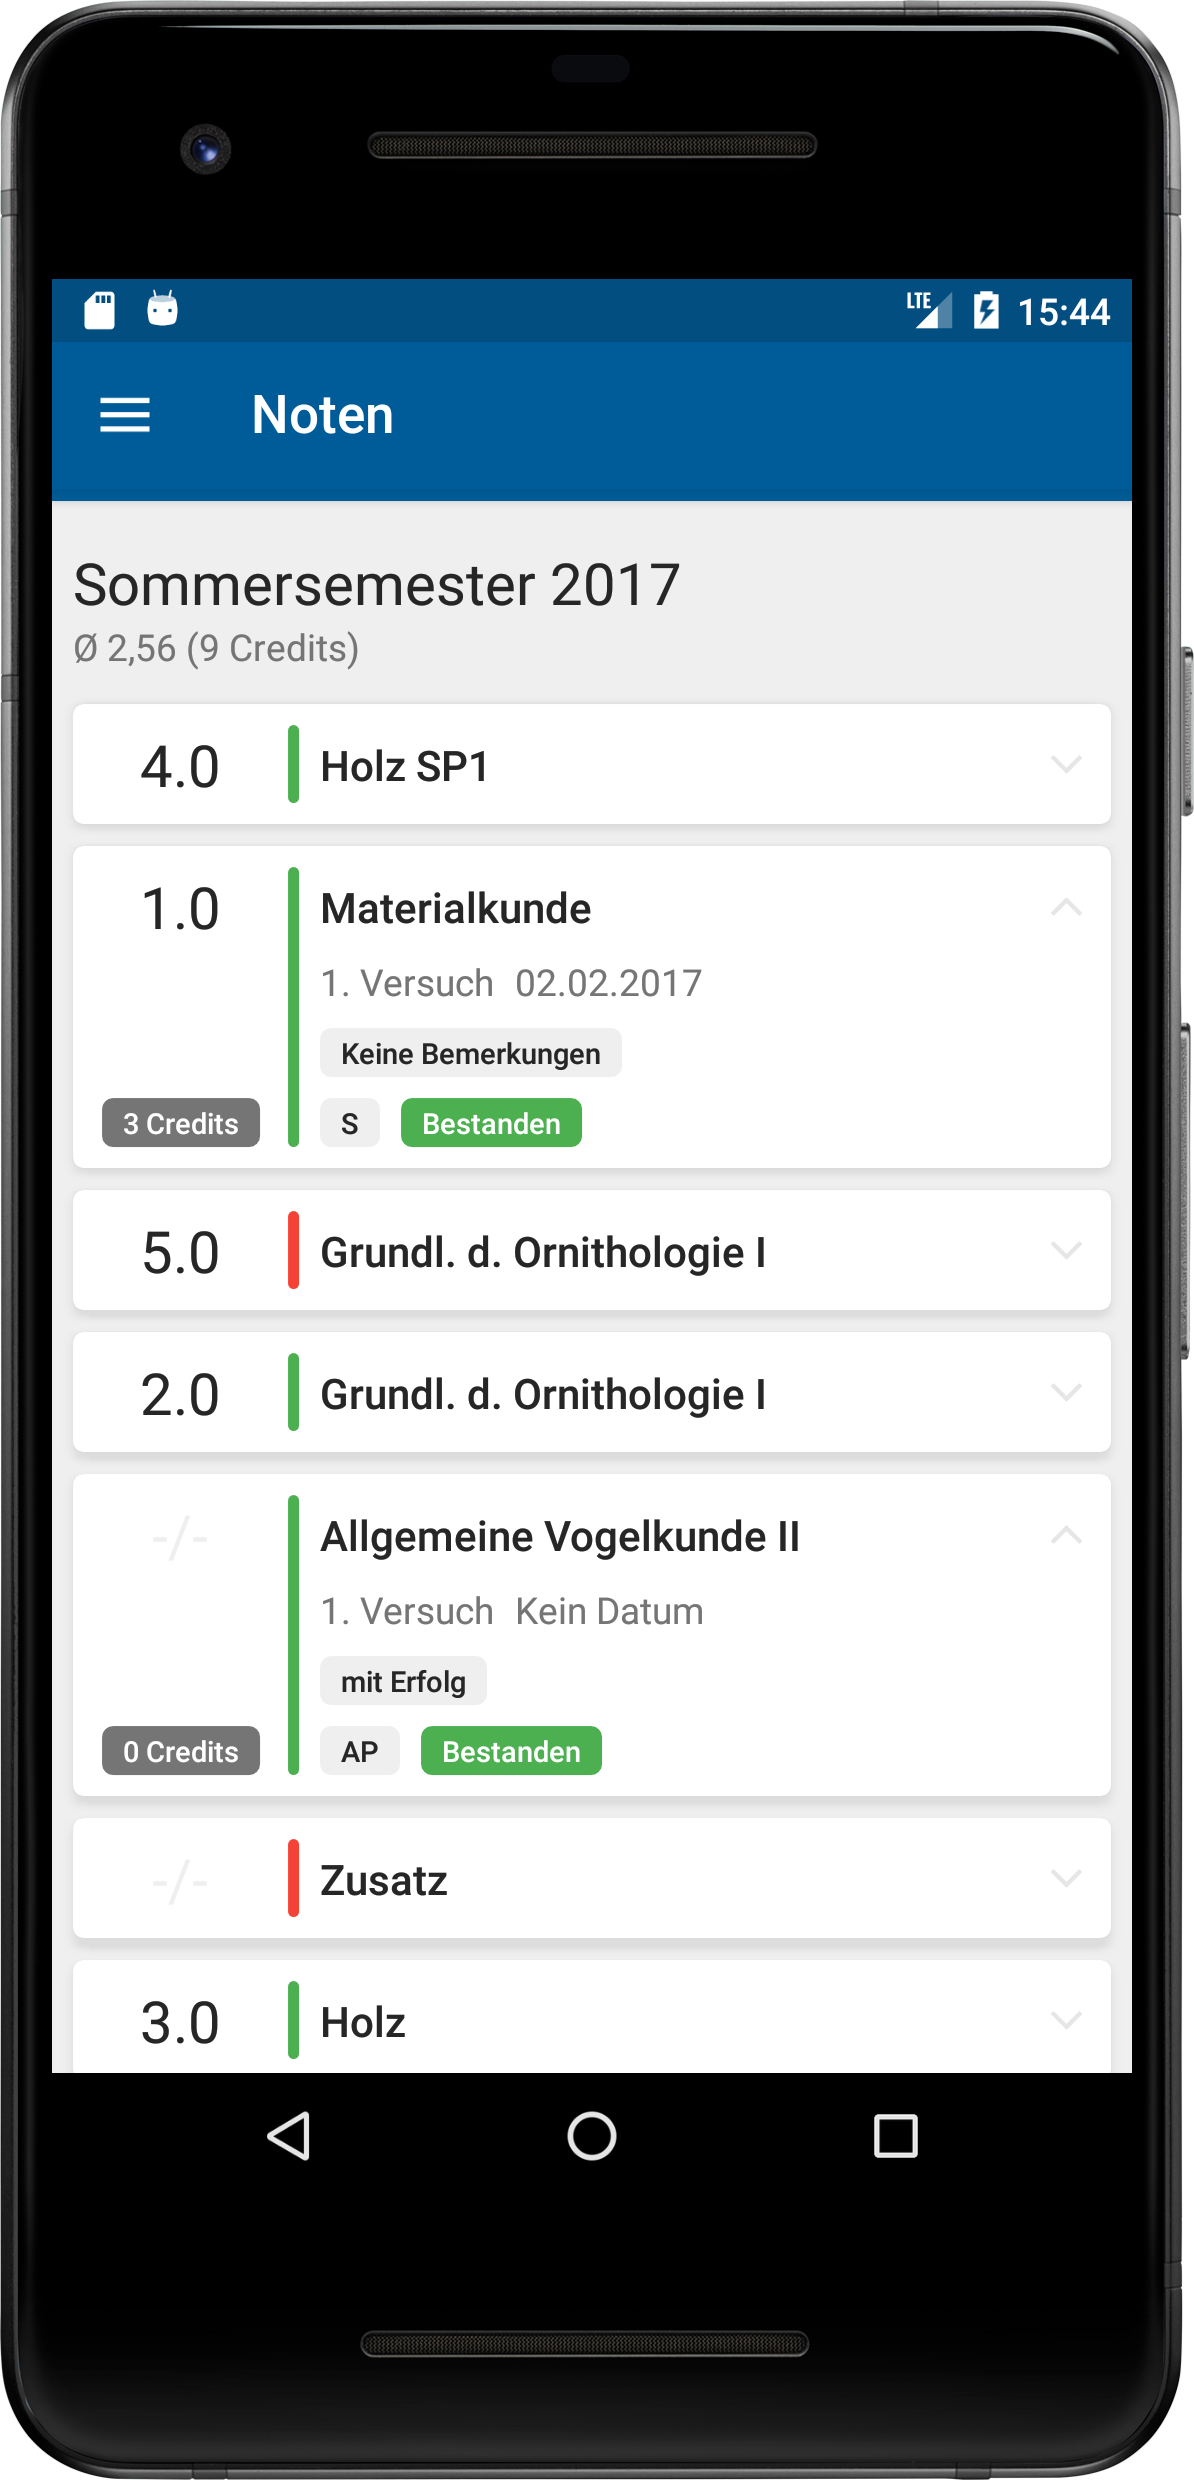 LTE 15:44
Noten
Sommersemester 2017
Ø 2,56 (9 Credits)
4.0 Holz SP1
1.0 Materialkunde
1. Versuch 02.02.2017
Keine Bemerkungen
3 Credits S Bestanden
5.0 Grundl. d. Ornithologie I
2.0 Grundl. d. Ornithologie I
-/- Allgemeine Vogelkunde II
1. Versuch Kein Datum
mit Erfolg
0 Credits AP Bestanden
-/- Zusatz
3.0 Holz